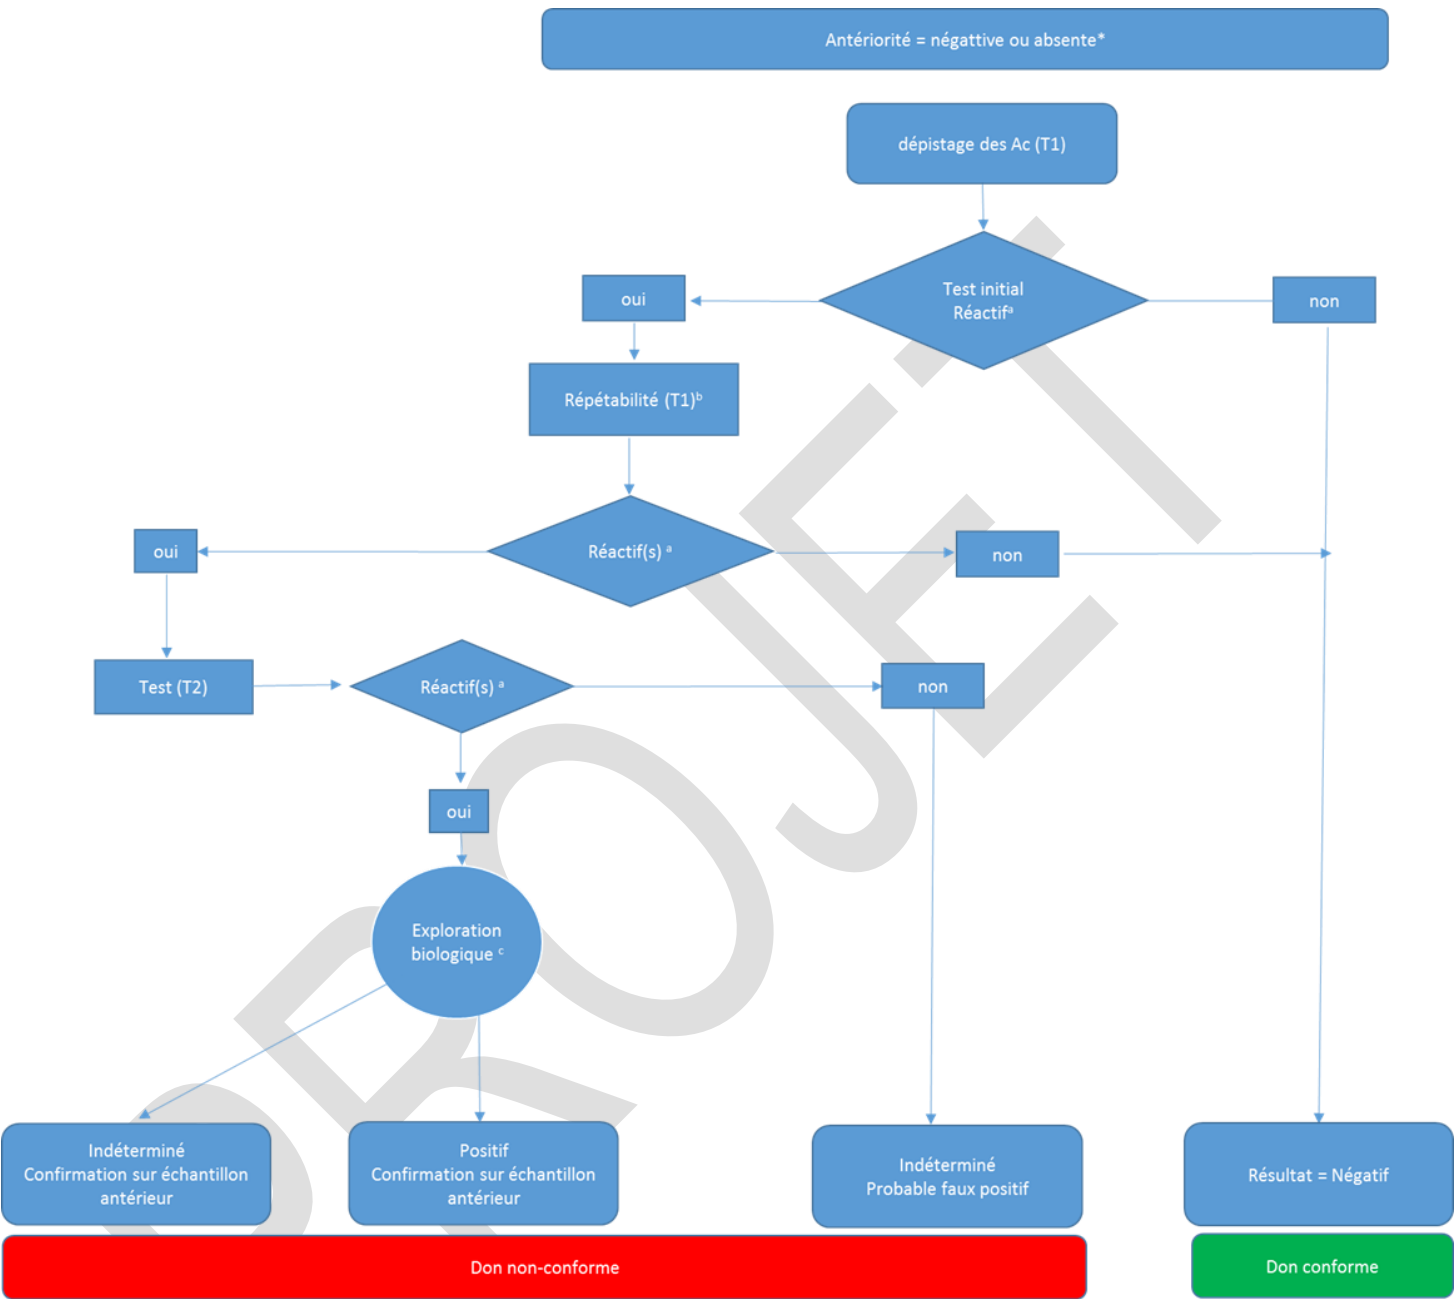 Antériorité = négattive ou absente*
dépistage des Ac (T1)
Test initial
Réactifᵃ
oui
non
Répétabilité (T1)ᵇ
Réactif(s) ᵃ
oui
non
Test (T2)
Réactif(s) ᵃ
non
oui
Exploration
biologique ᶜ
Indéterminé
Confirmation sur échantillon
antérieur
Positif
Confirmation sur échantillon
antérieur
Indéterminé
Probable faux positif
Résultat = Négatif
Don non-conforme
Don conforme
PROJET